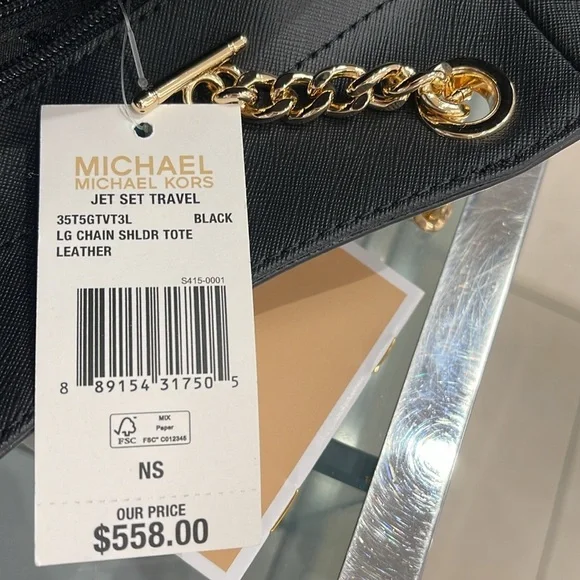 MICHAEL
MICHAEL KORS
JET SET TRAVEL
35T5GTVT3L BLACK
LG CHAIN SHLDR TOTE
LEATHER
S415-0001
8 89154 31750 5
FSC
MIX
Paper
FSC® C012345
NS
OUR PRICE
$558.00